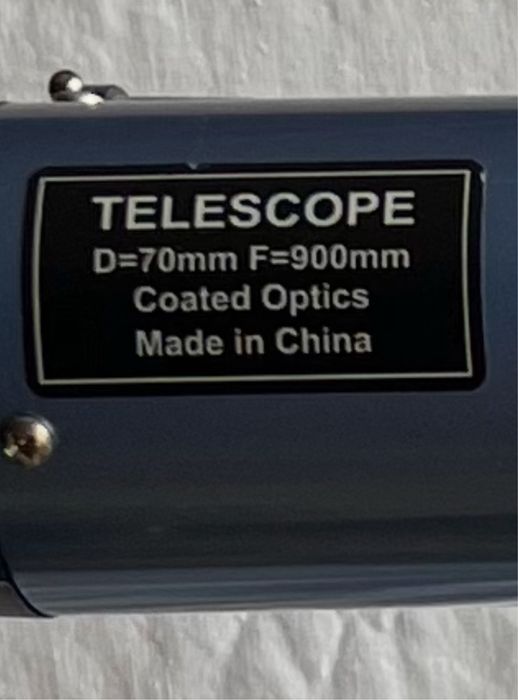 TELESCOPE
D=70mm F=900mm
Coated Optics
Made in China